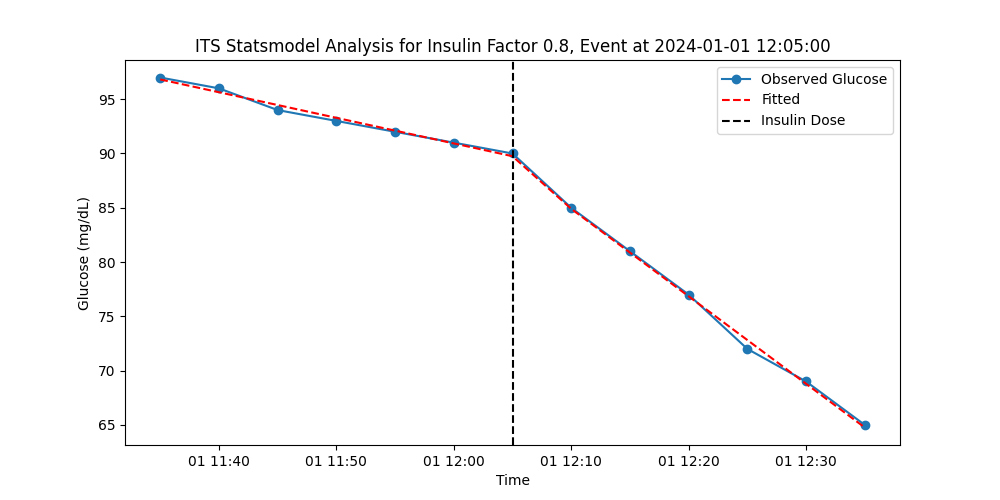 ITS Statsmodel Analysis for Insulin Factor 0.8, Event at 2024-01-01 12:05:00
Observed Glucose
Fitted
Insulin Dose
Glucose (mg/dL)
95
90
85
80
75
70
65
01 11:40
01 11:50
01 12:00
01 12:10
01 12:20
01 12:30
Time